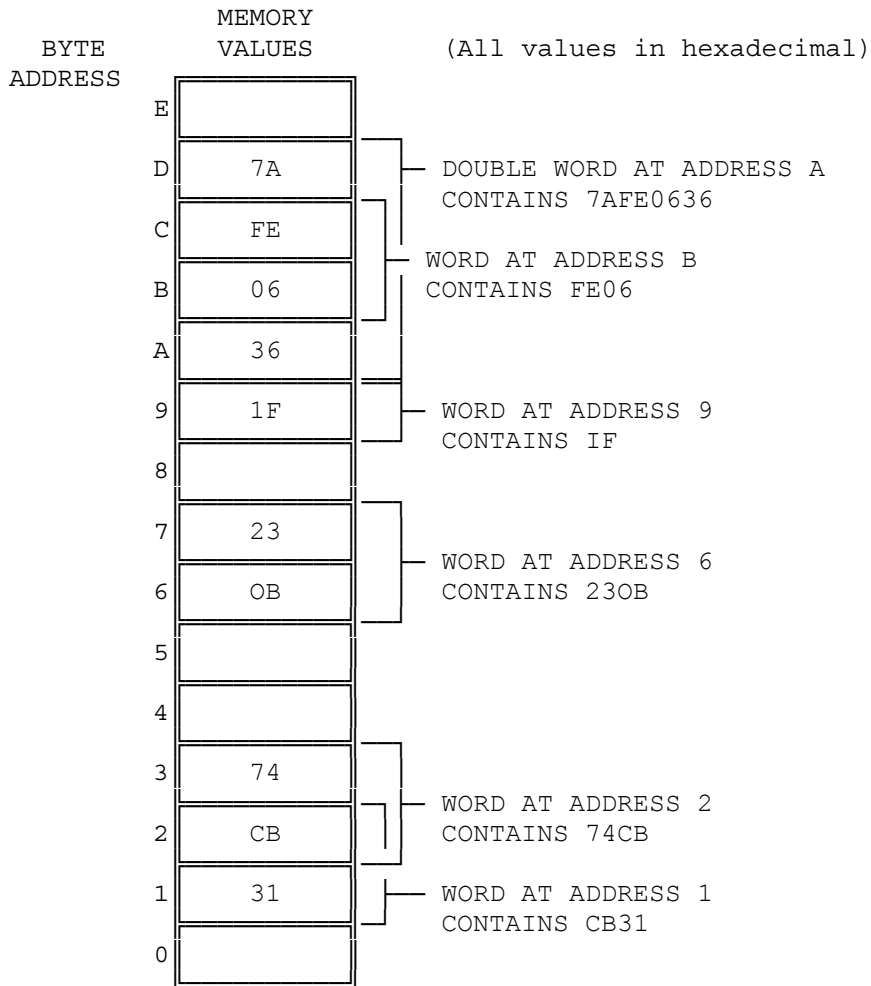 MEMORY
BYTE VALUES (All values in hexadecimal)
ADDRESS
E
D 7A DOUBLE WORD AT ADDRESS A
CONTAINS 7AFE0636
C FE
WORD AT ADDRESS B
B 06 CONTAINS FE06
A 36
9 1F WORD AT ADDRESS 9
CONTAINS IF
8
7 23
WORD AT ADDRESS 6
6 OB CONTAINS 23OB
5
4
3 74
WORD AT ADDRESS 2
2 CB CONTAINS 74CB
1 31 WORD AT ADDRESS 1
CONTAINS CB31
0